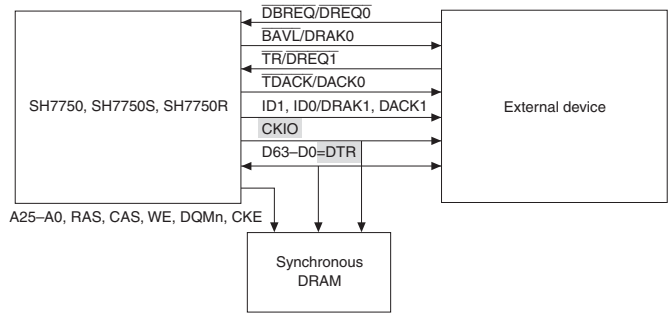 DBREQ/DREQ0
BAVL/DRAK0
TR/DREQ1
TDACK/DACK0
ID1, ID0/DRAK1, DACK1
CKIO
D63–D0=DTR
SH7750, SH7750S, SH7750R
External device
A25–A0, RAS, CAS, WE, DQMn, CKE
Synchronous
DRAM